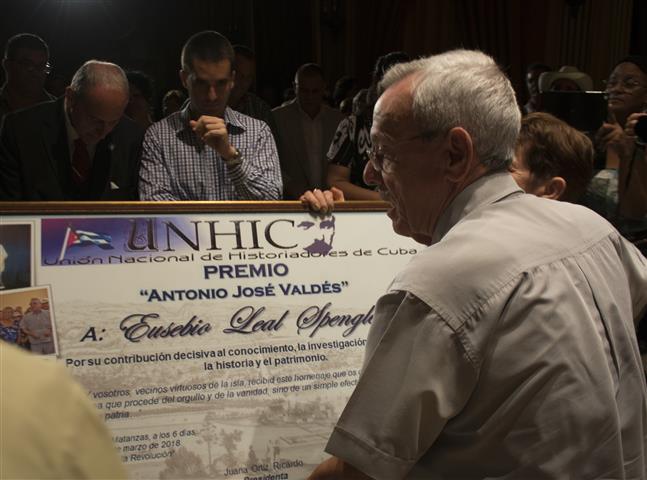 UNHIC
Unión Nacional de Historiadores de Cuba
PREMIO
"ANTONIO JOSÉ VALDÉS"
A: Eusebio Leal Spengl
Por su contribución decisiva al conocimiento, la investigación
la historia y el patrimonio.
vosotros, vecinos virtuosos de la isla, recibid este homenaje que os
a que procede del orgullo y de la vanidad, sino de un simple efec
patria..."
Matanzas, a los 6 días,
marzo de 2018
la Revolución"
Juana Ortiz Ricardo
Presidenta